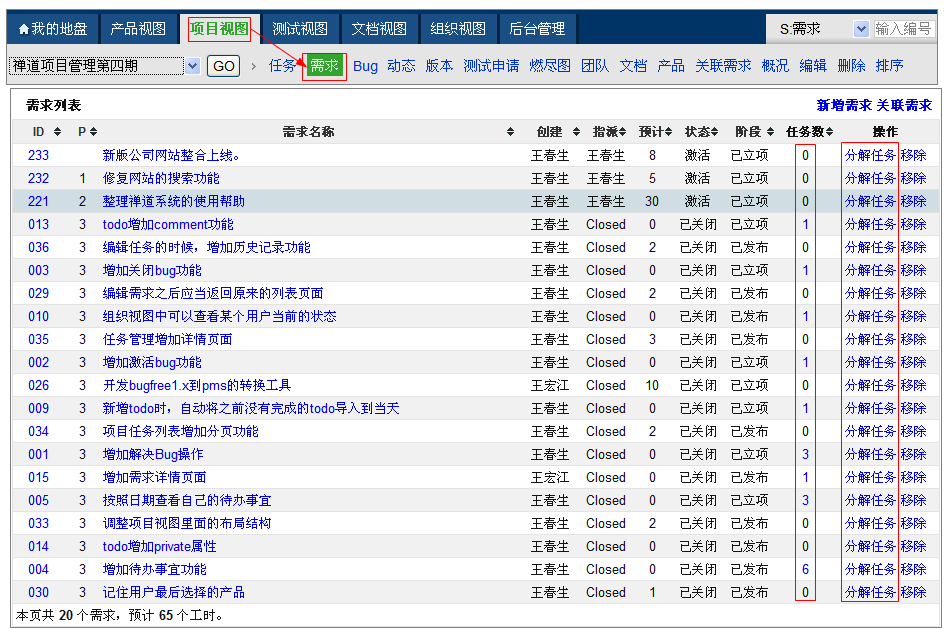 我的地盘 产品视图 项目视图 测试视图 文档视图 组织视图 后台管理 S:需求 输入编号
禅道项目管理第四期 GO › 任务 需求 Bug 动态 版本 测试申请 燃尽图 团队 文档 产品 关联需求 概况 编辑 删除 排序
需求列表 新增需求 关联需求
ID P 需求名称 创建 指派 预计 状态 阶段 任务数 操作
233 新版公司网站整合上线。 王春生 王春生 8 激活 已立项 0 分解任务 移除
232 1 修复网站的搜索功能 王春生 王春生 5 激活 已立项 0 分解任务 移除
221 2 整理禅道系统的使用帮助 王春生 王春生 30 激活 已立项 0 分解任务 移除
013 3 todo增加comment功能 王春生 Closed 0 已关闭 已立项 1 分解任务 移除
036 3 编辑任务的时候，增加历史记录功能 王春生 Closed 2 已关闭 已发布 0 分解任务 移除
003 3 增加关闭bug功能 王春生 Closed 0 已关闭 已立项 1 分解任务 移除
029 3 编辑需求之后应当返回原来的列表页面 王春生 Closed 2 已关闭 已发布 0 分解任务 移除
010 3 组织视图中可以查看某个用户当前的状态 王春生 Closed 0 已关闭 已发布 1 分解任务 移除
035 3 任务管理增加详情页面 王春生 Closed 3 已关闭 已发布 0 分解任务 移除
002 3 增加激活bug功能 王春生 Closed 0 已关闭 已立项 1 分解任务 移除
026 3 开发bugfree1.x到pms的转换工具 王宏江 Closed 10 已关闭 已立项 0 分解任务 移除
009 3 新增todo时，自动将之前没有完成的todo导入到当天 王春生 Closed 0 已关闭 已立项 1 分解任务 移除
034 3 项目任务列表增加分页功能 王春生 Closed 2 已关闭 已发布 0 分解任务 移除
001 3 增加解决Bug操作 王春生 Closed 0 已关闭 已立项 3 分解任务 移除
015 3 增加需求详情页面 王宏江 Closed 0 已关闭 已发布 1 分解任务 移除
005 3 按照日期查看自己的待办事宜 王春生 Closed 0 已关闭 已立项 3 分解任务 移除
033 3 调整项目视图里面的布局结构 王春生 Closed 2 已关闭 已发布 0 分解任务 移除
014 3 todo增加private属性 王春生 Closed 0 已关闭 已发布 0 分解任务 移除
004 3 增加待办事宜功能 王春生 Closed 0 已关闭 已发布 6 分解任务 移除
030 3 记住用户最后选择的产品 王春生 Closed 1 已关闭 已发布 0 分解任务 移除
本页共 20 个需求，预计 65 个工时。